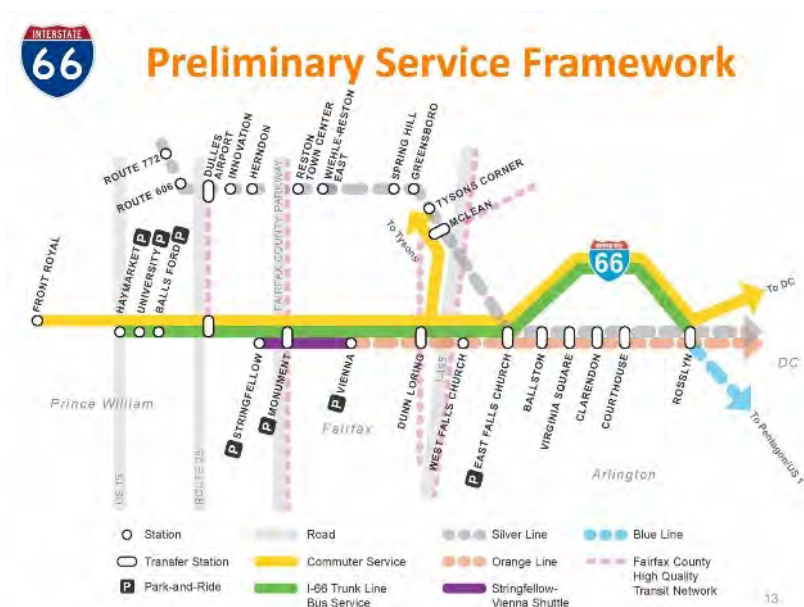 INTERSTATE
66
Preliminary Service Framework
ROUTE 772
ROUTE 606
DULLES
AIRPORT
INNOVATION
HERNDON
RESTON
TOWN CENTER
WIEHLE-RESTON
EAST
SPRING HILL
GREENSBORO
TYSONS CORNER
MCLEAN
To Tysons
FAIRFAX COUNTY PARKWAY
FRONT ROYAL
HAYMARKET P
UNIVERSITY P
BALLS FORD P
66
To DC
DC
P STRINGFELLOW
P MONUMENT
P VIENNA
DUNN LORING
I-495
WEST FALLS CHURCH
P EAST FALLS CHURCH
BALLSTON
VIRGINIA SQUARE
CLARENDON
COURTHOUSE
ROSSLYN
To Pentagon/US 1
Prince William
Fairfax
Arlington
US 15
ROUTE 28
Station
Transfer Station
P Park-and-Ride
Road
Commuter Service
I-66 Trunk Line
Bus Service
Silver Line
Orange Line
Stringfellow-
Vienna Shuttle
Blue Line
Fairfax County
High Quality
Transit Network
13